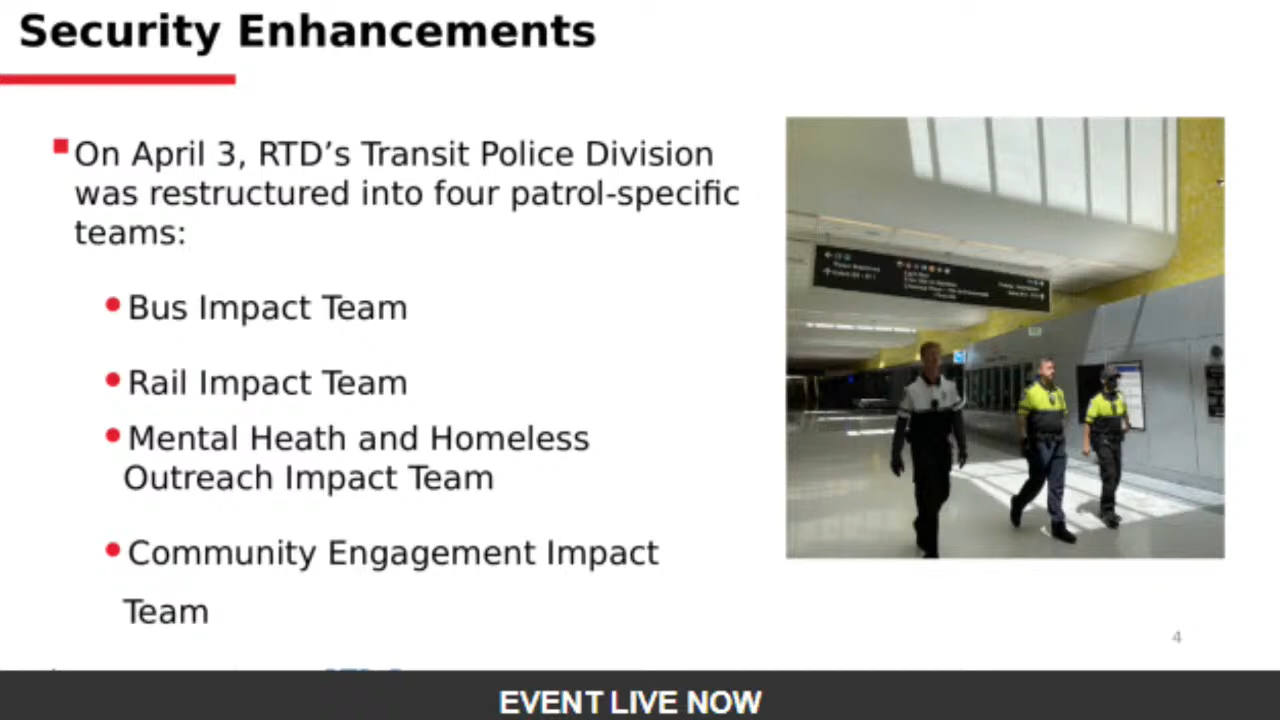 Security Enhancements
On April 3, RTD’s Transit Police Division
was restructured into four patrol-specific
teams:
Bus Impact Team
Rail Impact Team
Mental Heath and Homeless
Outreach Impact Team
Community Engagement Impact
Team
4
EVENT LIVE NOW